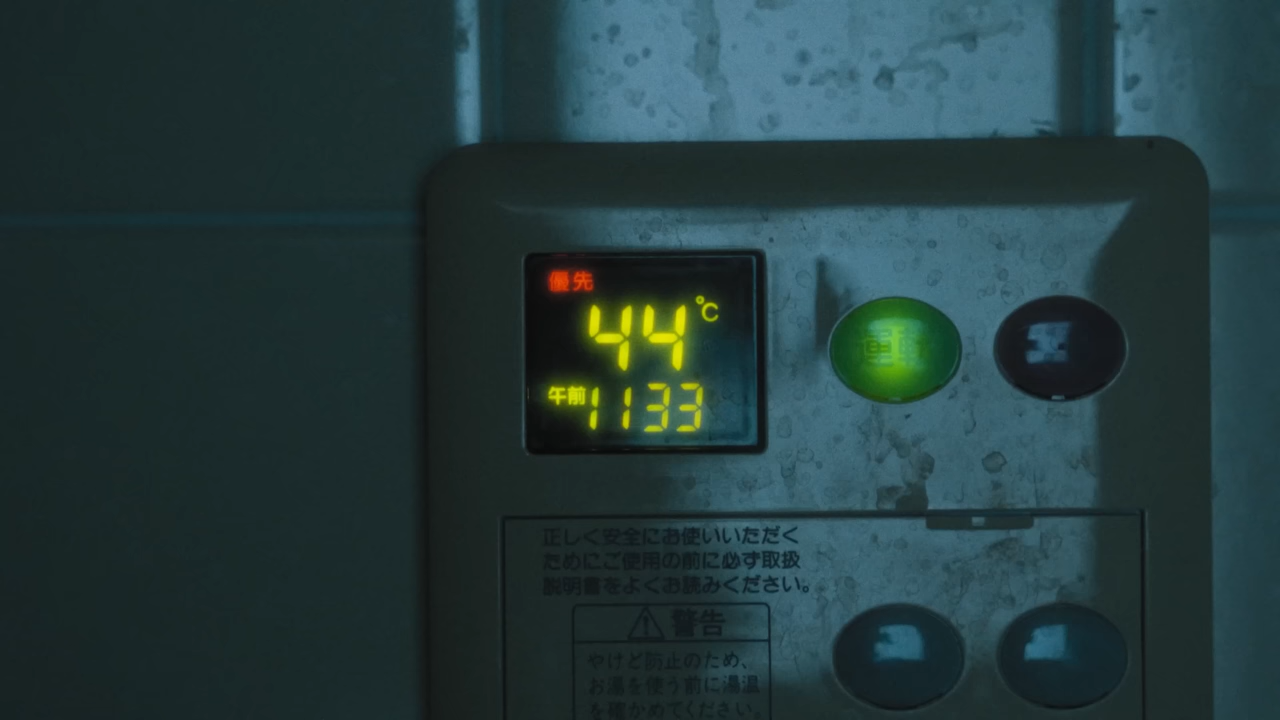 優先
44℃
午前 1133
運転
正しく安全にお使いいただく
ためにご使用の前に必ず取扱
説明書をよくお読みください。
警告
やけど防止のため、
お湯を使う前に湯温
を確かめてください。